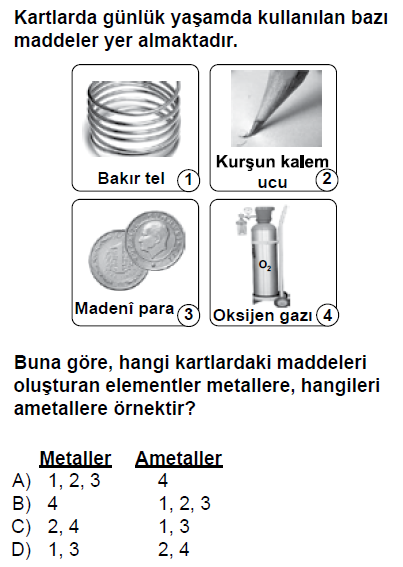 Kartlarda günlük yaşamda kullanılan bazı
maddeler yer almaktadır.
Bakır tel 1
Kurşun kalem
ucu 2
Madenî para 3
O2
Oksijen gazı 4
Buna göre, hangi kartlardaki maddeleri
oluşturan elementler metallere, hangileri
ametallere örnektir?
Metaller Ametaller
A) 1, 2, 3 4
B) 4 1, 2, 3
C) 2, 4 1, 3
D) 1, 3 2, 4